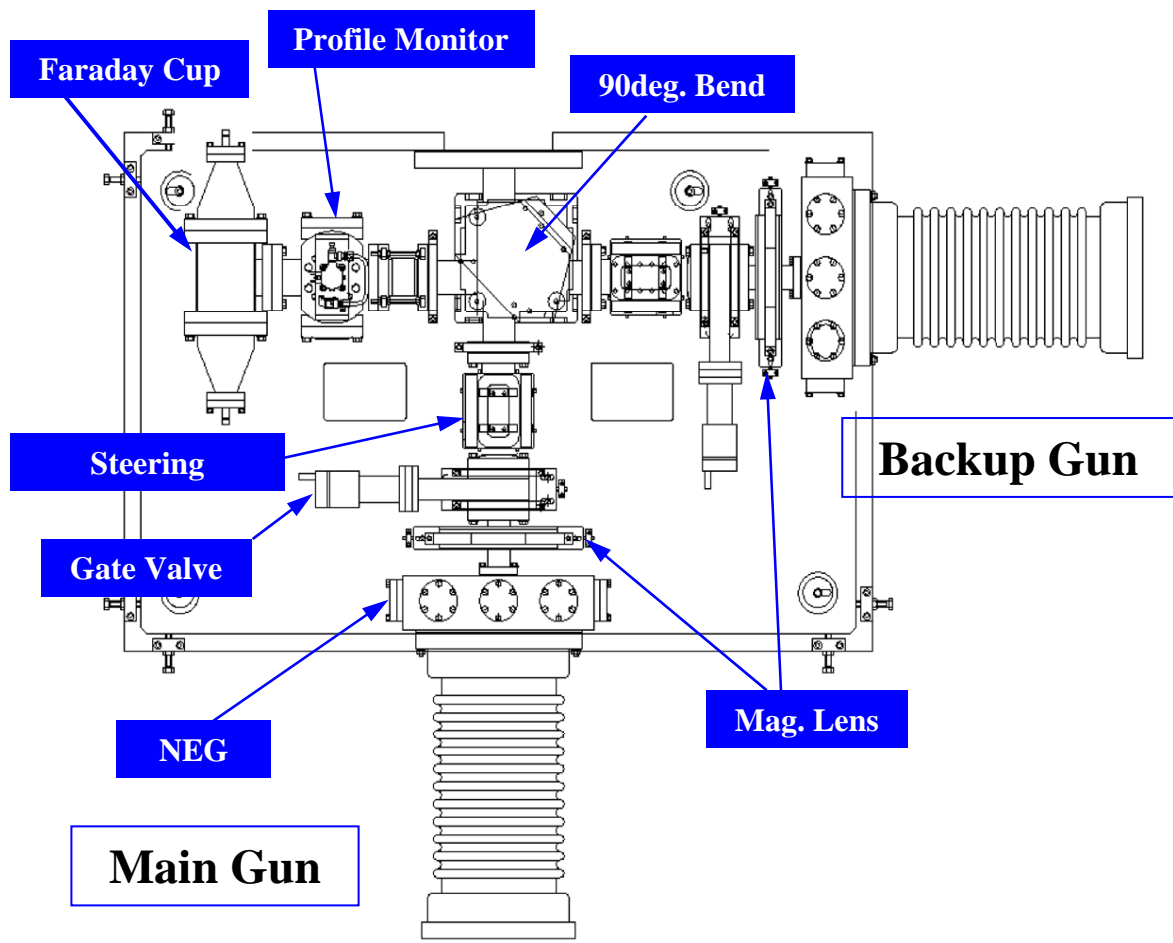 Profile Monitor
Faraday Cup
90deg. Bend
Steering
Backup Gun
Gate Valve
Mag. Lens
NEG
Main Gun